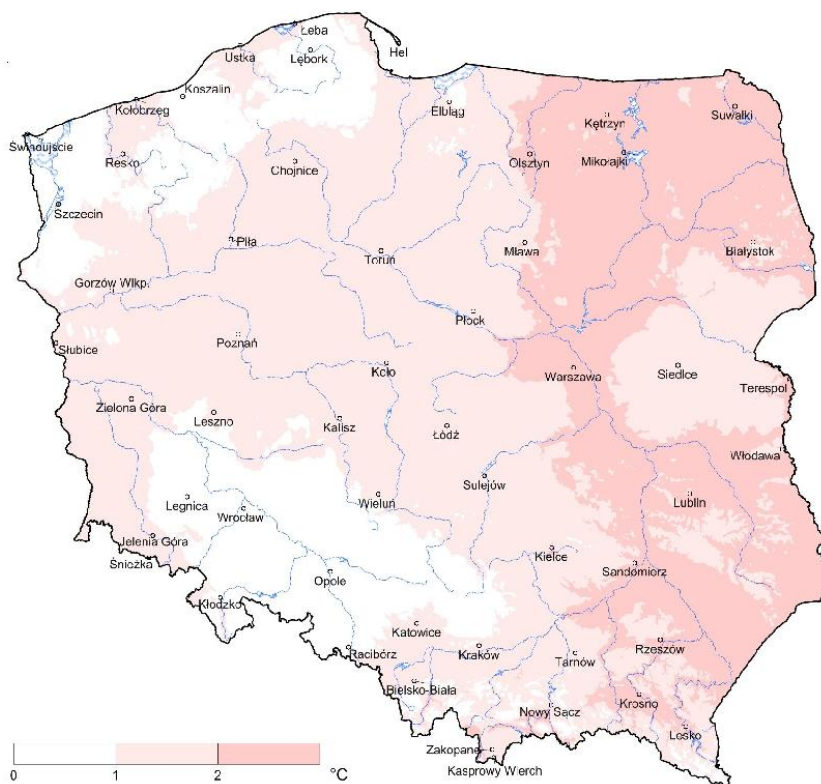 Łeba
Hel
Ustka
Lębork
Koszalin
Kołobrzeg
Elbląg
Kętrzyn
Suwałki
Świnoujście
Resko
Chojnice
Olsztyn
Mikołajki
Szczecin
Piła
Toruń
Mława
Białystok
Gorzów Wlkp.
Płock
Słubice
Poznań
Koło
Warszawa
Siedlce
Terespol
Zielona Góra
Leszno
Kalisz
Łódź
Włodawa
Legnica
Wrocław
Wieluń
Sulejów
Lublin
Jelenia Góra
Śnieżka
Opole
Kielce
Sandomierz
Kłodzko
Katowice
Racibórz
Kraków
Tarnów
Rzeszów
Bielsko-Biała
Nowy Sącz
Krosno
Lesko
Zakopane
Kasprowy Wierch
0 1 2 °C